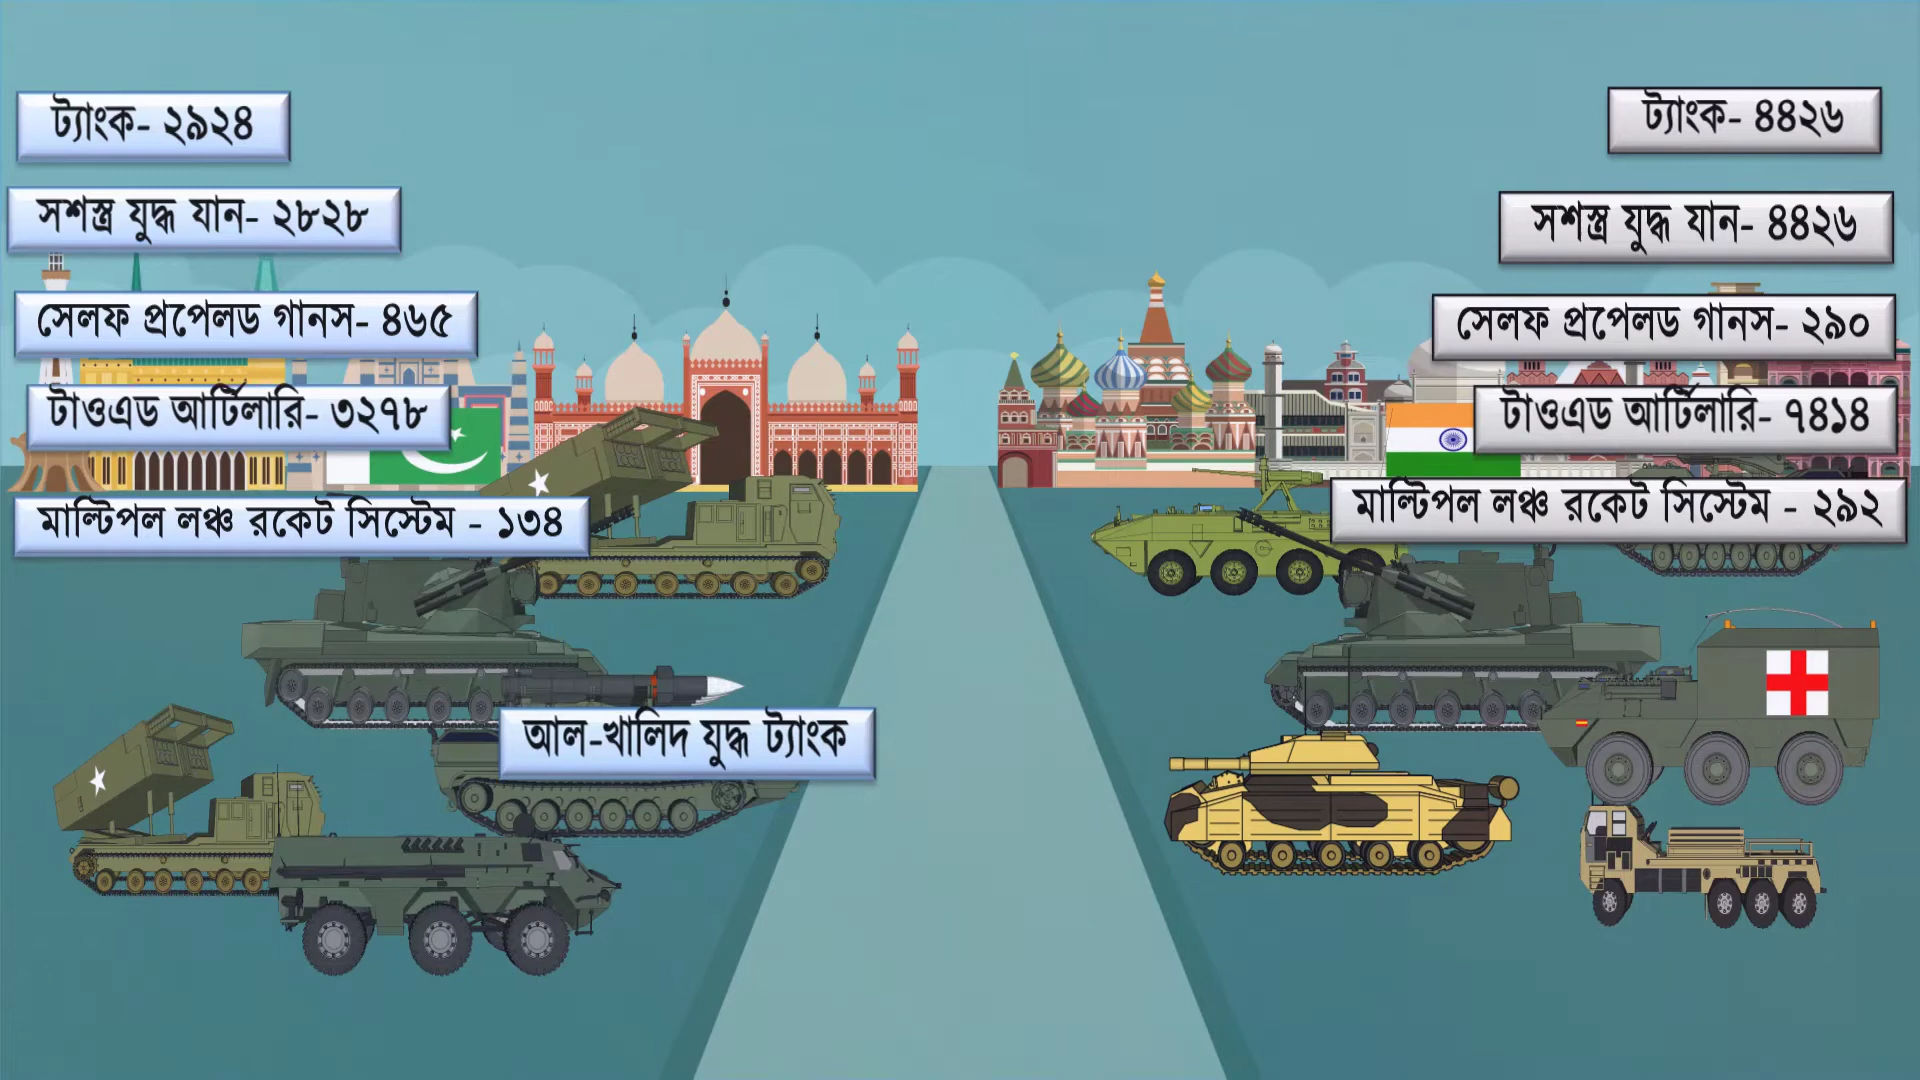 ট্যাংক- ২৯২৪
সশস্ত্র যুদ্ধ যান- ২৮২৮
সেলফ প্রপেলড গানস- ৪৬৫
টাওএড আর্টিলারি- ৩২৭৮
মাল্টিপল লঞ্চ রকেট সিস্টেম - ১৩৪
আল-খালিদ যুদ্ধ ট্যাংক
ট্যাংক- ৪৪২৬
সশস্ত্র যুদ্ধ যান- ৪৪২৬
সেলফ প্রপেলড গানস- ২৯০
টাওএড আর্টিলারি- ৭৪১৪
মাল্টিপল লঞ্চ রকেট সিস্টেম - ২৯২